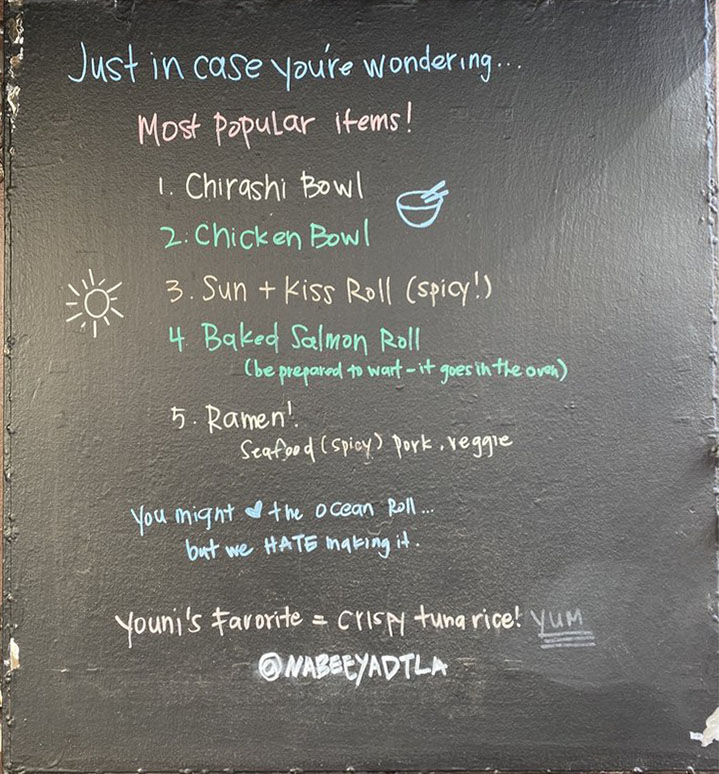 Just in case you're wondering...
Most Popular items!
1. Chirashi Bowl
2. Chicken Bowl
3. Sun + Kiss Roll (spicy!)
4 Baked Salmon Roll
(be prepared to wait - it goes in the oven)
5. Ramen!
Seafood (spicy) Pork, veggie
You might ♥ the ocean Roll...
but we HATE making it.
Youni's Favorite = crispy tuna rice! YUM
@NABEEYADTLA